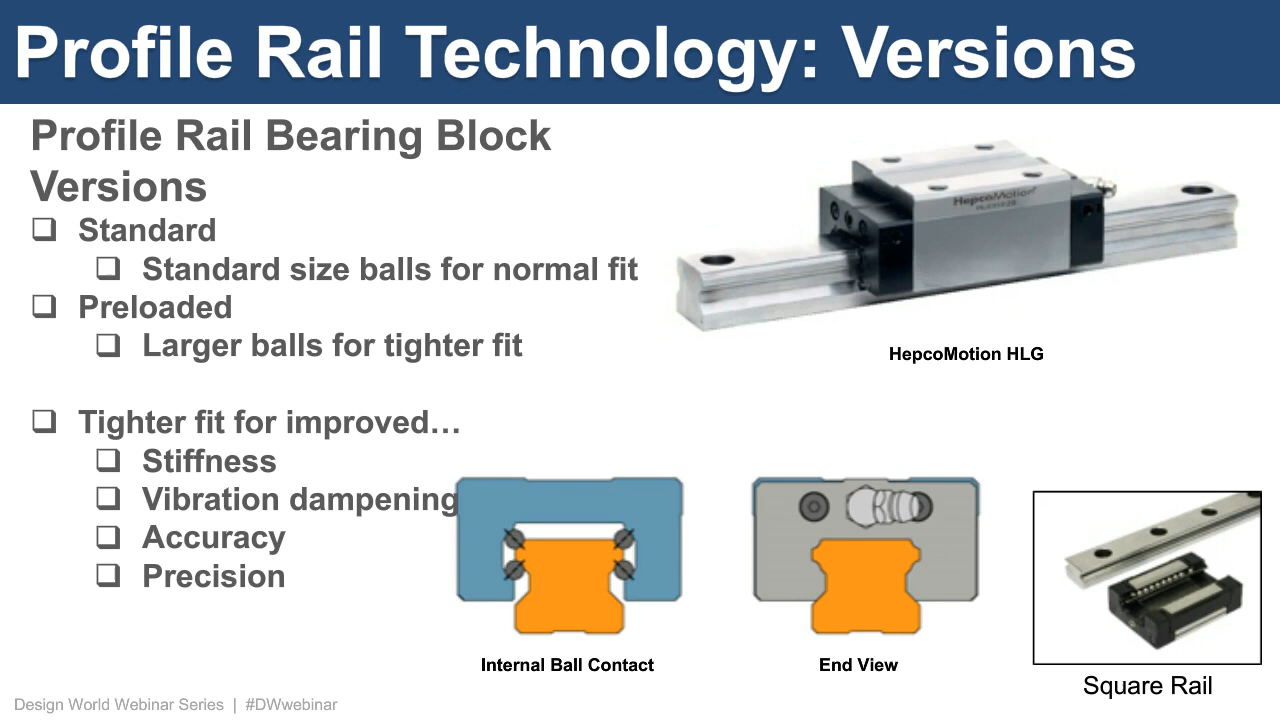 Profile Rail Technology: Versions
Profile Rail Bearing Block
Versions
Standard
Standard size balls for normal fit
Preloaded
Larger balls for tighter fit
Tighter fit for improved…
Stiffness
Vibration dampening
Accuracy
Precision
HepcoMotion
HepcoMotion HLG
Internal Ball Contact
End View
Square Rail
Design World Webinar Series | #DWwebinar